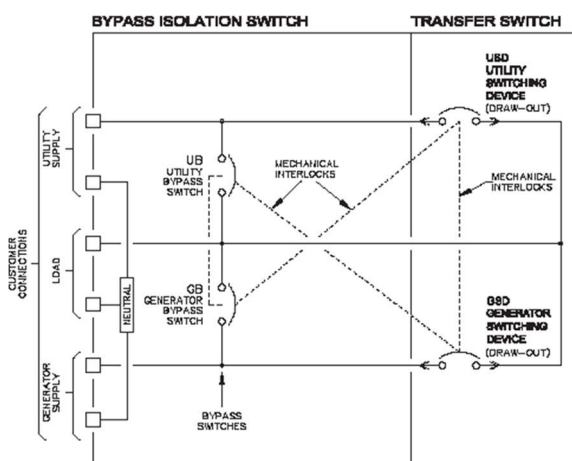 BYPASS ISOLATION SWITCH
TRANSFER SWITCH
USD
UTILITY
SWITCHING
DEVICE
(DRAW-OUT)
CUSTOMER
CONNECTIONS
UTILITY
SUPPLY
UB
UTILITY
BYPASS
SWITCH
MECHANICAL
INTERLOCKS
MECHANICAL
INTERLOCKS
LOAD
NEUTRAL
GB
GENERATOR
BYPASS
SWITCH
GSD
GENERATOR
SWITCHING
DEVICE
(DRAW-OUT)
GENERATOR
SUPPLY
BYPASS
SWITCHES